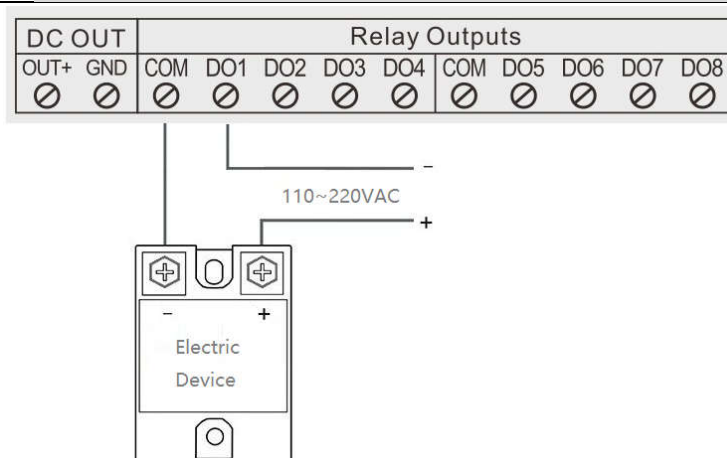 DC OUT Relay Outputs
OUT+ GND COM DO1 DO2 DO3 DO4 COM DO5 DO6 DO7 DO8
-
110~220VAC
+
- +
Electric
Device